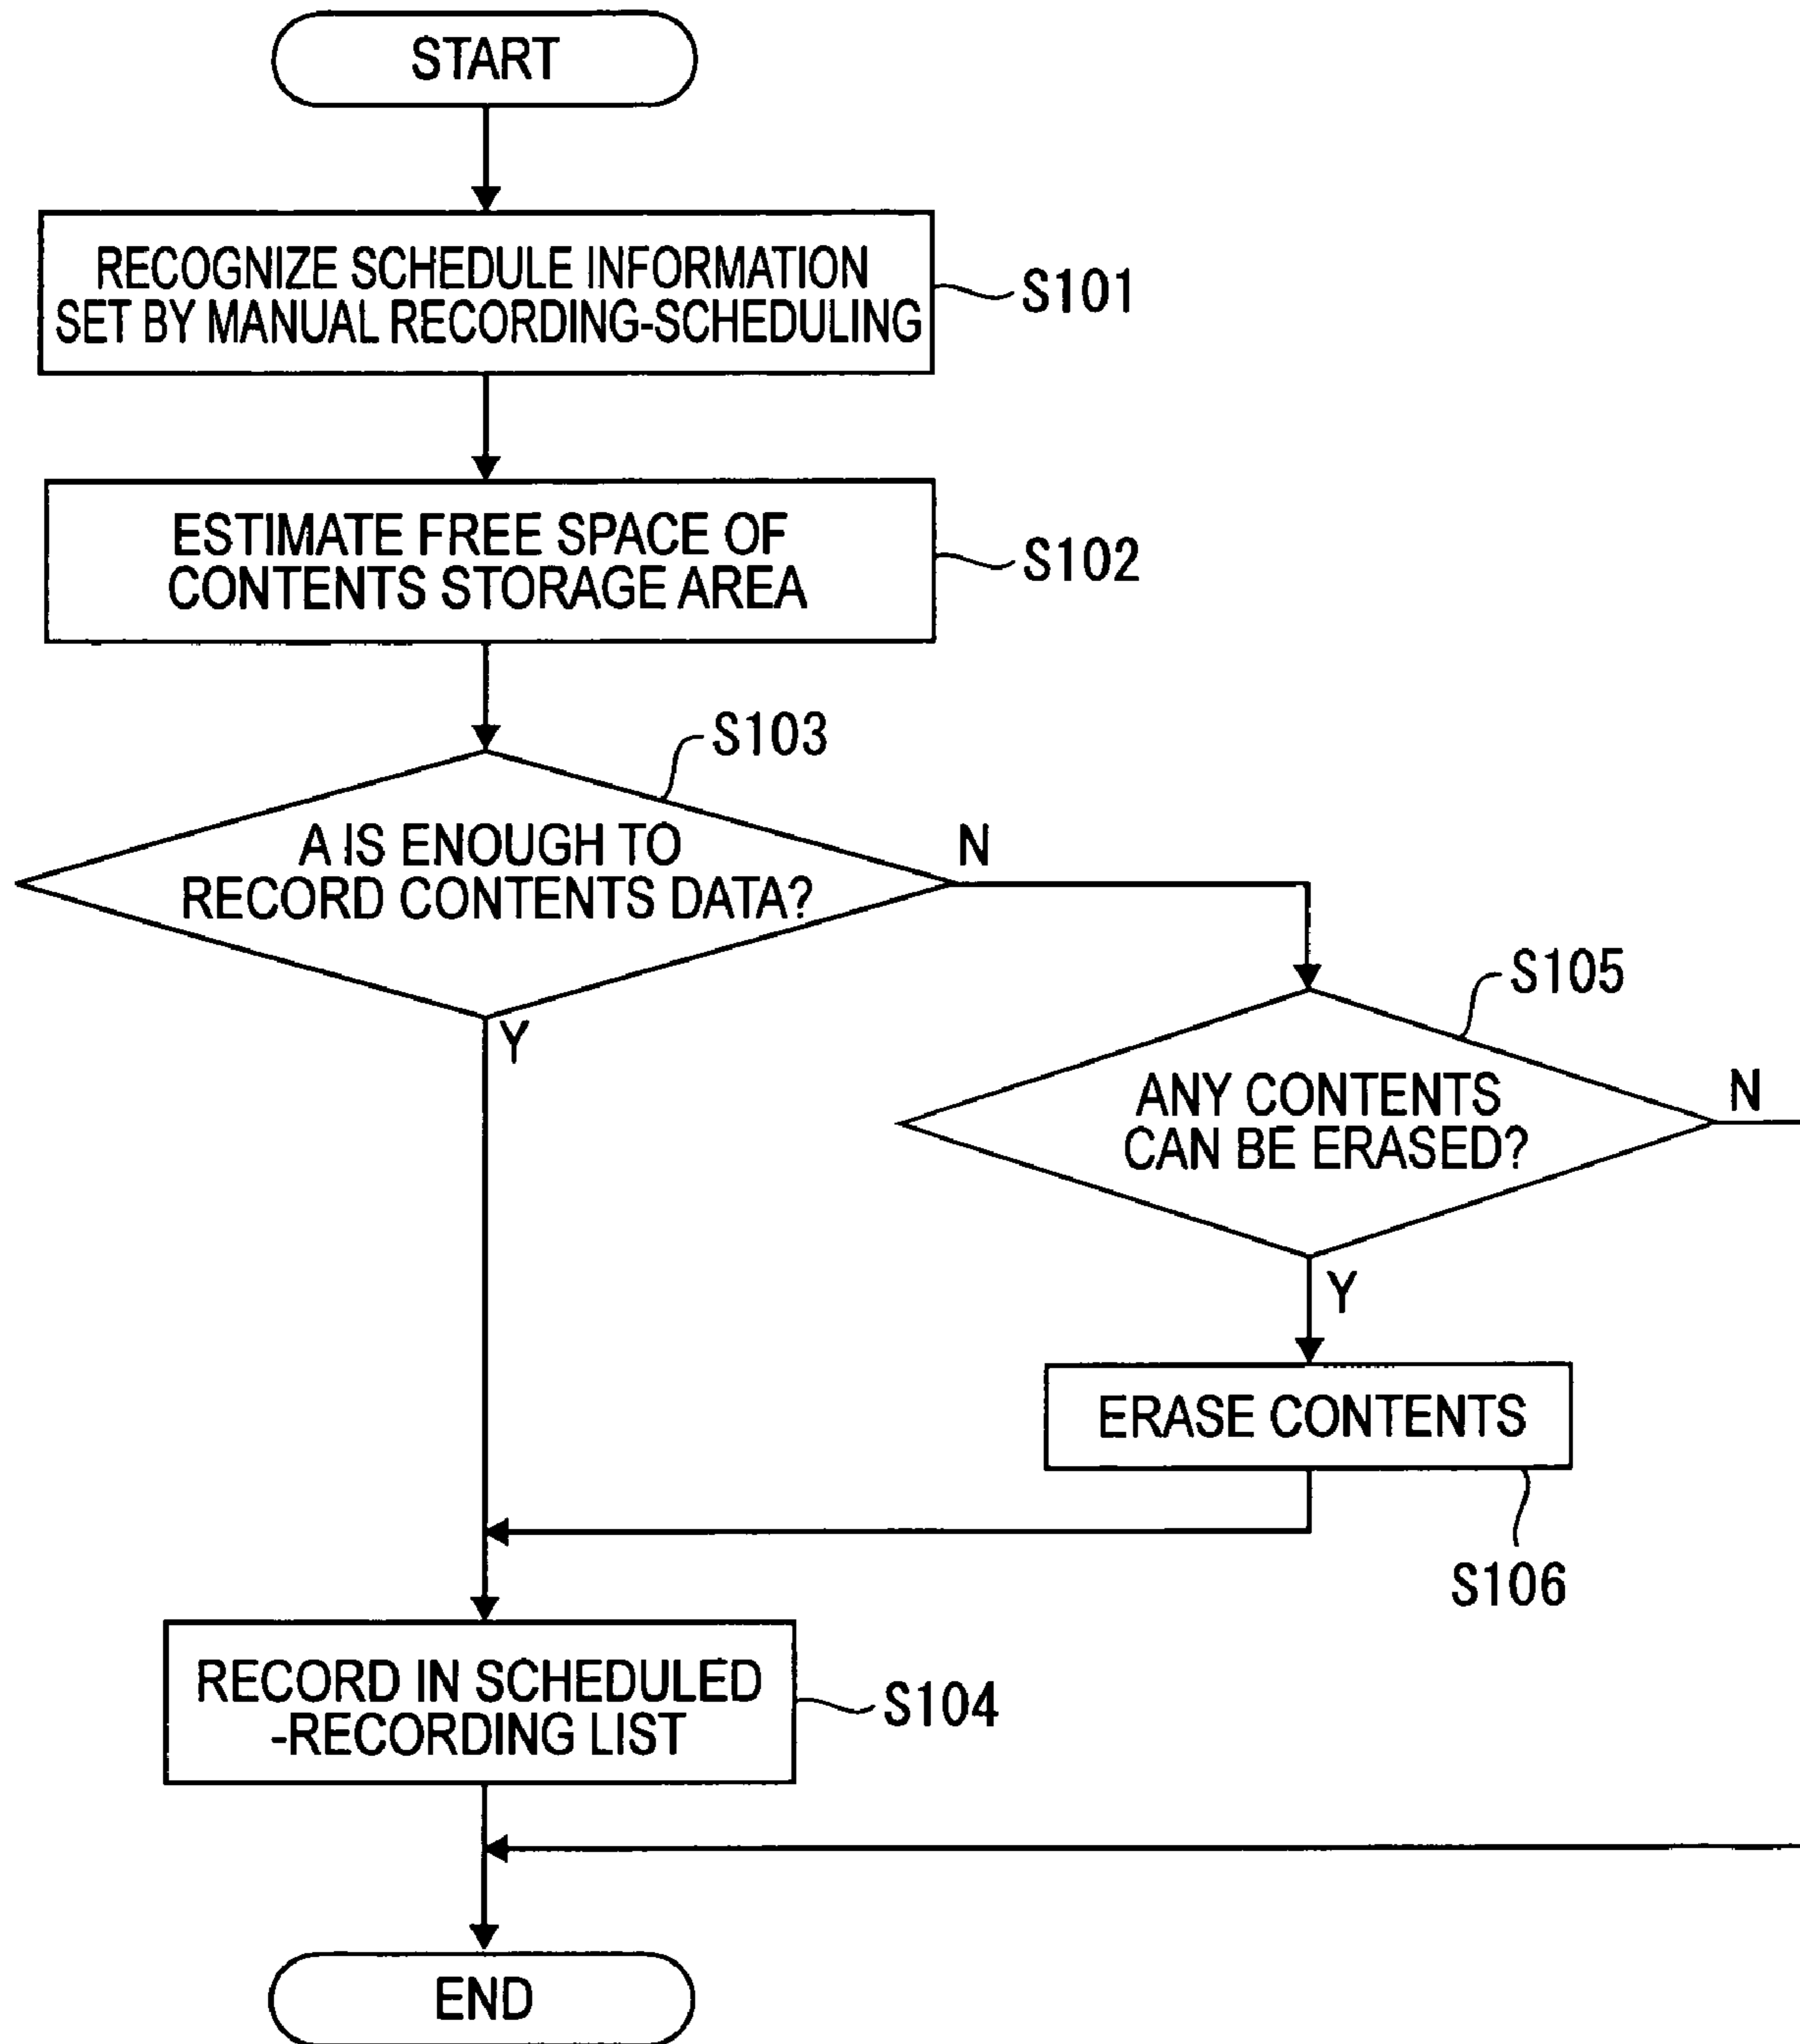 START
RECOGNIZE SCHEDULE INFORMATION
SET BY MANUAL RECORDING-SCHEDULING
S101
ESTIMATE FREE SPACE OF
CONTENTS STORAGE AREA
S102
S103
A IS ENOUGH TO
RECORD CONTENTS DATA?
N
Y
S105
ANY CONTENTS
CAN BE ERASED?
N
Y
ERASE CONTENTS
S106
RECORD IN SCHEDULED
-RECORDING LIST
S104
END